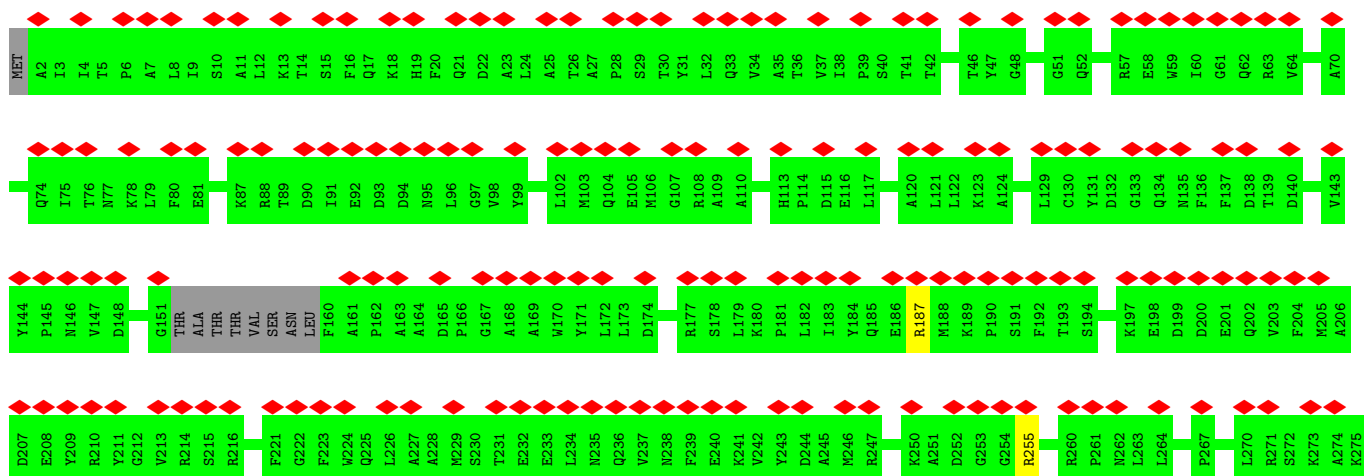 MET A2 I3 I4 T5 P6 A7 L8 I9 S10 A11 L12 K13 T14 S15 F16 Q17 K18 H19 F20 Q21 D22 A23 L24 A25 T26 A27 P28 S29 T30 Y31 L32 Q33 V34 A35 T36 V37 I38 P39 S40 T41 T42 T46 Y47 G48 G51 Q52 R57 E58 W59 I60 G61 Q62 R63 V64 A70
Q74 I75 T76 N77 K78 L79 F80 E81 K87 R88 T89 D90 I91 E92 D93 D94 N95 L96 G97 V98 Y99 L102 M103 Q104 E105 M106 G107 R108 A109 A110 H113 P114 D115 E116 L117 A120 L121 L122 K123 A124 L129 C130 Y131 D132 G133 Q134 N135 F136 F137 D138 T139 D140 V143
Y144 P145 N146 V147 D148 G151 THR ALA THR THR VAL SER ASN LEU F160 A161 P162 A163 A164 D165 P166 G167 A168 A169 W170 Y171 L172 L173 D174 R177 S178 L179 K180 P181 L182 I183 Y184 Q185 E186 R187 M188 K189 P190 S191 F192 T193 S194 K197 E198 D199 D200 E201 Q202 V203 F204 M205 A206
D207 E208 Y209 R210 Y211 G212 V213 R214 S215 R216 F221 G222 F223 W224 Q225 L226 A227 A228 M229 S230 T231 E232 E233 L234 N235 Q236 V237 N238 F239 E240 K241 V242 Y243 D244 A245 M246 R247 K250 A251 D252 G253 G254 R255 R260 P261 N262 L263 L264 P267 L270 R271 S272 K273 A274 K275